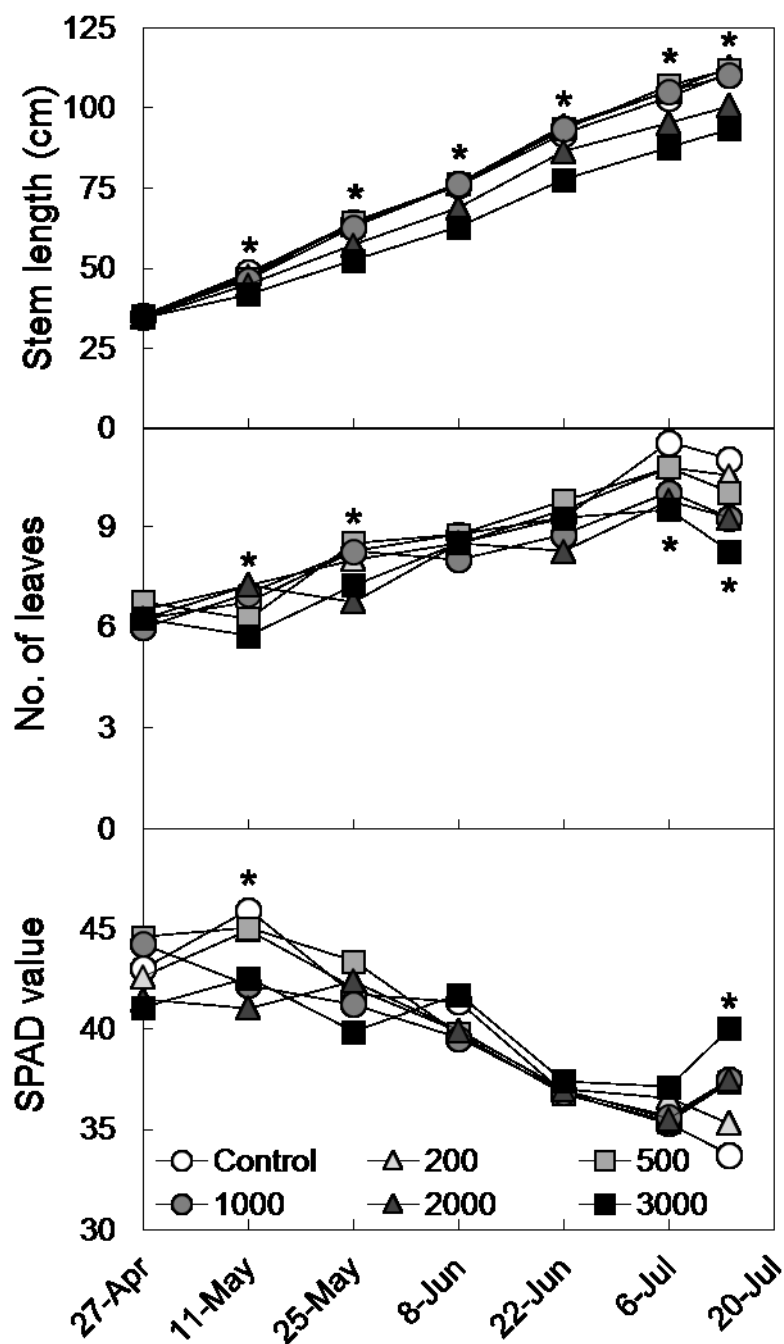 125
100
75
50
25
0
Stem length (cm)
* * * * * *
9
6
3
0
No. of leaves
* * * *
45
40
35
30
SPAD value
* *
Control 200 500
1000 2000 3000
27-Apr 11-May 25-May 8-Jun 22-Jun 6-Jul 20-Jul